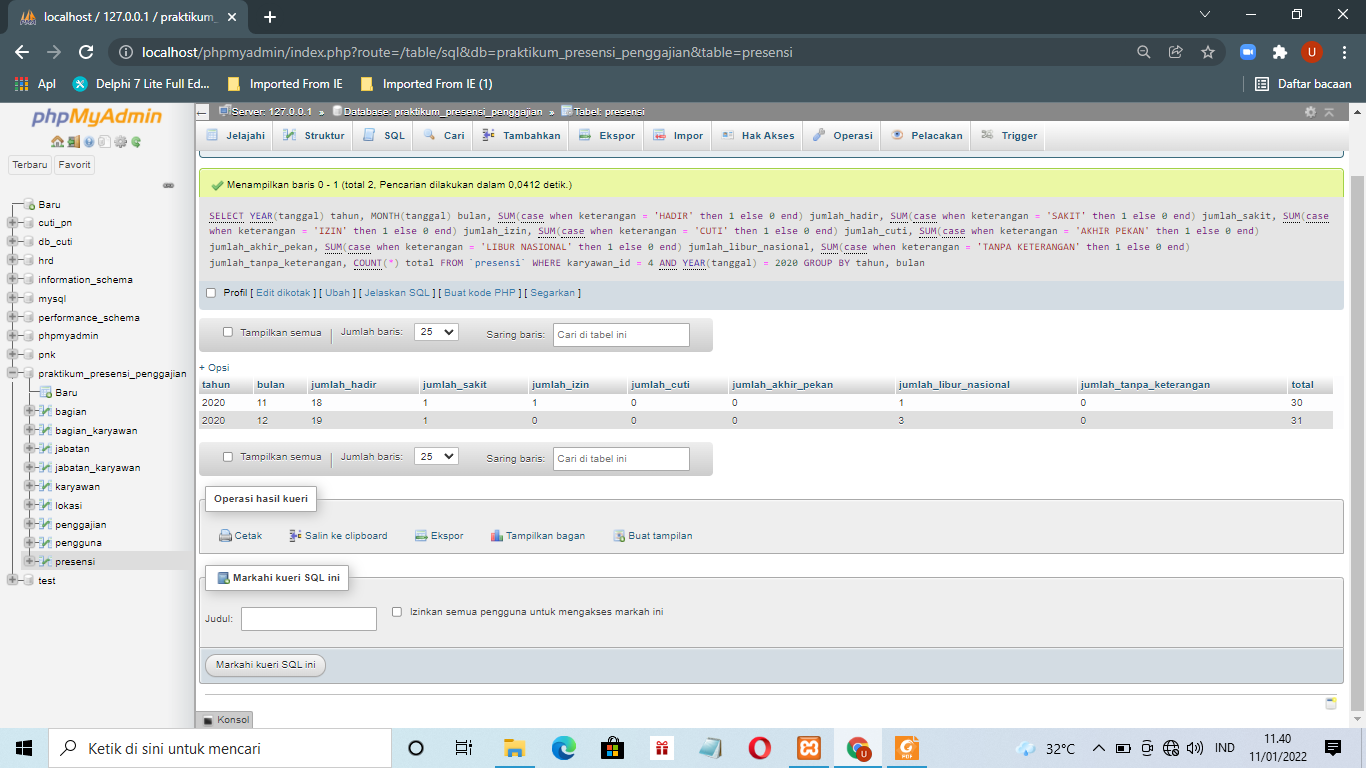 localhost / 127.0.0.1 / praktikum_
localhost/phpmyadmin/index.php?route=/table/sql&db=praktikum_presensi_penggajian&table=presensi
U
Apl
Delphi 7 Lite Full Ed...
Imported From IE
Imported From IE (1)
Daftar bacaan
phpMyAdmin
Terbaru
Favorit
Baru
cuti_pn
db_cuti
hrd
information_schema
mysql
performance_schema
phpmyadmin
pnk
praktikum_presensi_penggajian
Baru
bagian
bagian_karyawan
jabatan
jabatan_karyawan
karyawan
lokasi
penggajian
pengguna
presensi
test
Server: 127.0.0.1 » Database: praktikum_presensi_penggajian » Tabel: presensi
Jelajahi Struktur SQL Cari Tambahkan Ekspor Impor Hak Akses Operasi Pelacakan Trigger
Menampilkan baris 0 - 1 (total 2, Pencarian dilakukan dalam 0,0412 detik.)
SELECT YEAR(tanggal) tahun, MONTH(tanggal) bulan, SUM(case when keterangan = 'HADIR' then 1 else 0 end) jumlah_hadir, SUM(case when keterangan = 'SAKIT' then 1 else 0 end) jumlah_sakit, SUM(case
when keterangan = 'IZIN' then 1 else 0 end) jumlah_izin, SUM(case when keterangan = 'CUTI' then 1 else 0 end) jumlah_cuti, SUM(case when keterangan = 'AKHIR PEKAN' then 1 else 0 end)
jumlah_akhir_pekan, SUM(case when keterangan = 'LIBUR NASIONAL' then 1 else 0 end) jumlah_libur_nasional, SUM(case when keterangan = 'TANPA KETERANGAN' then 1 else 0 end)
jumlah_tanpa_keterangan, COUNT(*) total FROM `presensi` WHERE karyawan_id = 4 AND YEAR(tanggal) = 2020 GROUP BY tahun, bulan
Profil [ Edit dikotak ] [ Ubah ] [ Jelaskan SQL ] [ Buat kode PHP ] [ Segarkan ]
Tampilkan semua Jumlah baris: 25 Saring baris: Cari di tabel ini
+ Opsi
tahun bulan jumlah_hadir jumlah_sakit jumlah_izin jumlah_cuti jumlah_akhir_pekan jumlah_libur_nasional jumlah_tanpa_keterangan total
2020 11 18 1 1 0 0 1 0 30
2020 12 19 1 0 0 0 3 0 31
Tampilkan semua Jumlah baris: 25 Saring baris: Cari di tabel ini
Operasi hasil kueri
Cetak Salin ke clipboard Ekspor Tampilkan bagan Buat tampilan
Markahi kueri SQL ini
Judul: Izinkan semua pengguna untuk mengakses markah ini
Markahi kueri SQL ini
Konsol
Ketik di sini untuk mencari
32°C
IND
11.40
11/01/2022